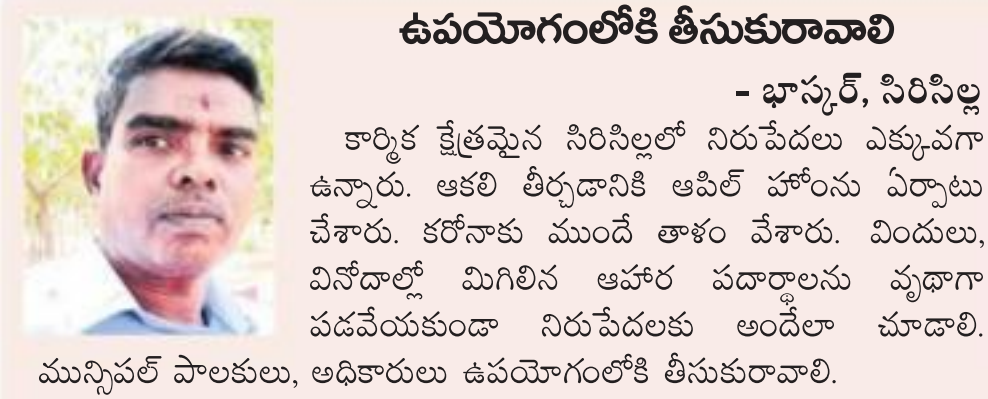 ఉపయోగంలోకి తీసుకురావాలి
- భాస్కర్, సిరిసిల్ల
కార్మిక క్షేత్రమైన సిరిసిల్లలో నిరుపేదలు ఎక్కువగా
ఉన్నారు. ఆకలి తీర్చడానికి ఆపిల్ హోంను ఏర్పాటు
చేశారు. కరోనాకు ముందే తాళం వేశారు. విందులు,
వినోదాల్లో మిగిలిన ఆహార పదార్థాలను వృథాగా
పడవేయకుండా నిరుపేదలకు అందేలా చూడాలి.
మున్సిపల్ పాలకులు, అధికారులు ఉపయోగంలోకి తీసుకురావాలి.